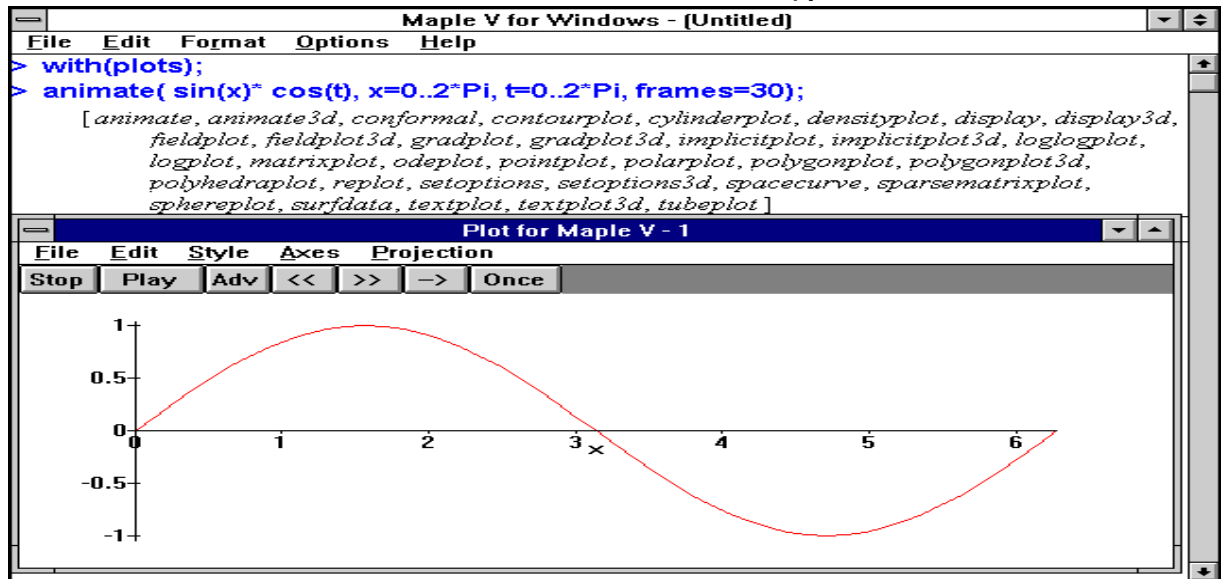 Maple V for Windows - (Untitled)
File Edit Format Options Help
> with(plots);
> animate( sin(x)* cos(t), x=0..2*Pi, t=0..2*Pi, frames=30);
[animate, animate3d, conformal, contourplot, cylinderplot, densityplot, display, display3d,
fieldplot, fieldplot3d, gradplot, gradplot3d, implicitplot, implicitplot3d, loglogplot,
logplot, matrixplot, odeplot, pointplot, polarplot, polygonplot, polygonplot3d,
polyhedraplot, replot, setoptions, setoptions3d, spacecurve, sparsematrixplot,
sphereplot, surfdata, textplot, textplot3d, tubeplot]
Plot for Maple V - 1
File Edit Style Axes Projection
Stop Play Adv << >> -> Once
1
0.5
0
0 1 2 3 x 4 5 6
-0.5
-1